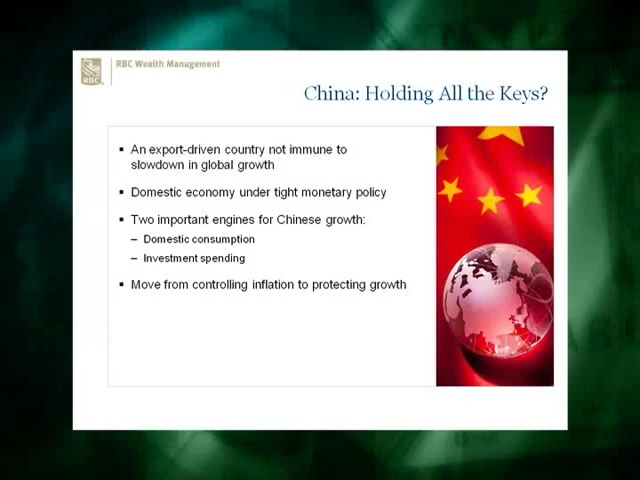 RBC Wealth Management
RBC
China: Holding All the Keys?
▪ An export-driven country not immune to
slowdown in global growth
▪ Domestic economy under tight monetary policy
▪ Two important engines for Chinese growth:
– Domestic consumption
– Investment spending
▪ Move from controlling inflation to protecting growth